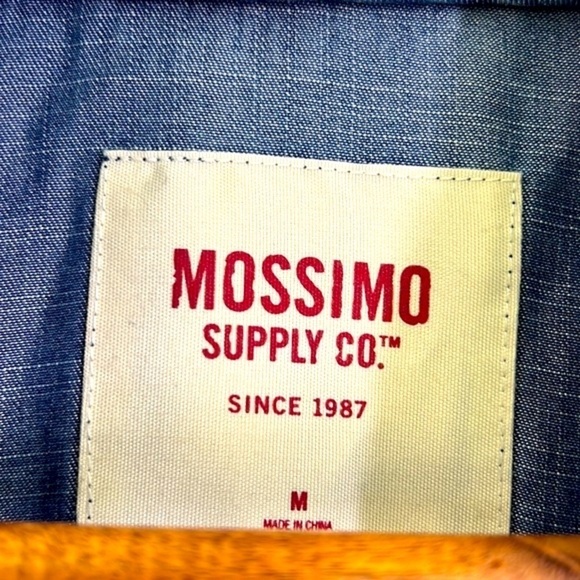 MOSSIMO
SUPPLY CO.™
SINCE 1987
M
MADE IN CHINA